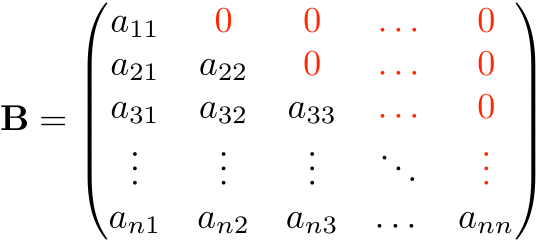 a₁₁ 0 0 … 0
a₂₁ a₂₂ 0 … 0
B = a₃₁ a₃₂ a₃₃ … 0
⋮ ⋮ ⋮ ⋱ ⋮
aₙ₁ aₙ₂ aₙ₃ … aₙₙ